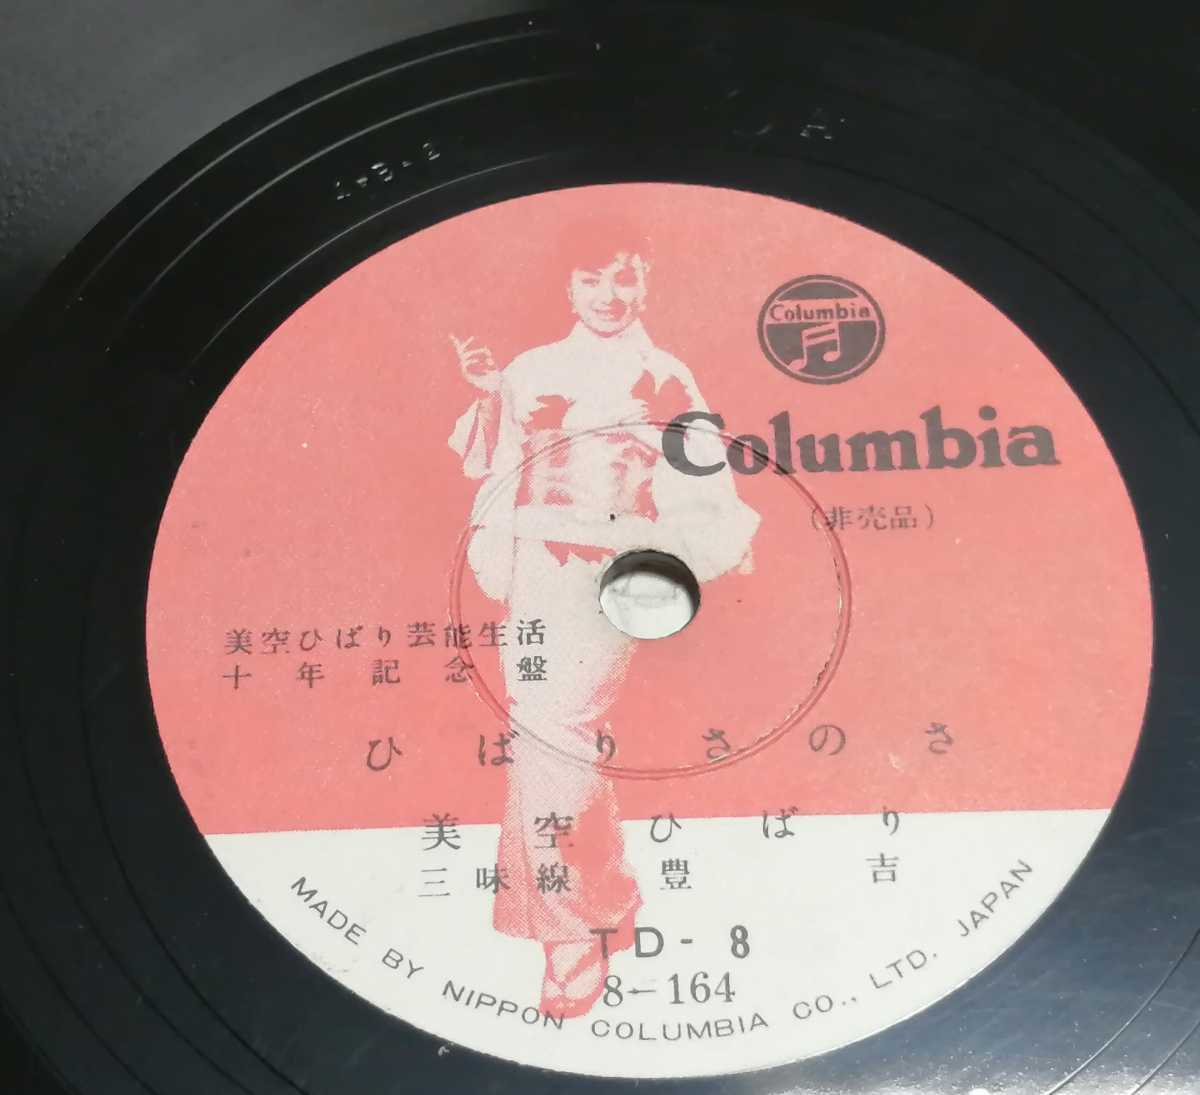 Columbia
Columbia
(非売品)
美空ひばり芸能生活
十年記念盤
ひばりさのさ
美空ひばり
三味線 豊吉
TD-8
8-164
MADE BY NIPPON COLUMBIA CO., LTD. JAPAN